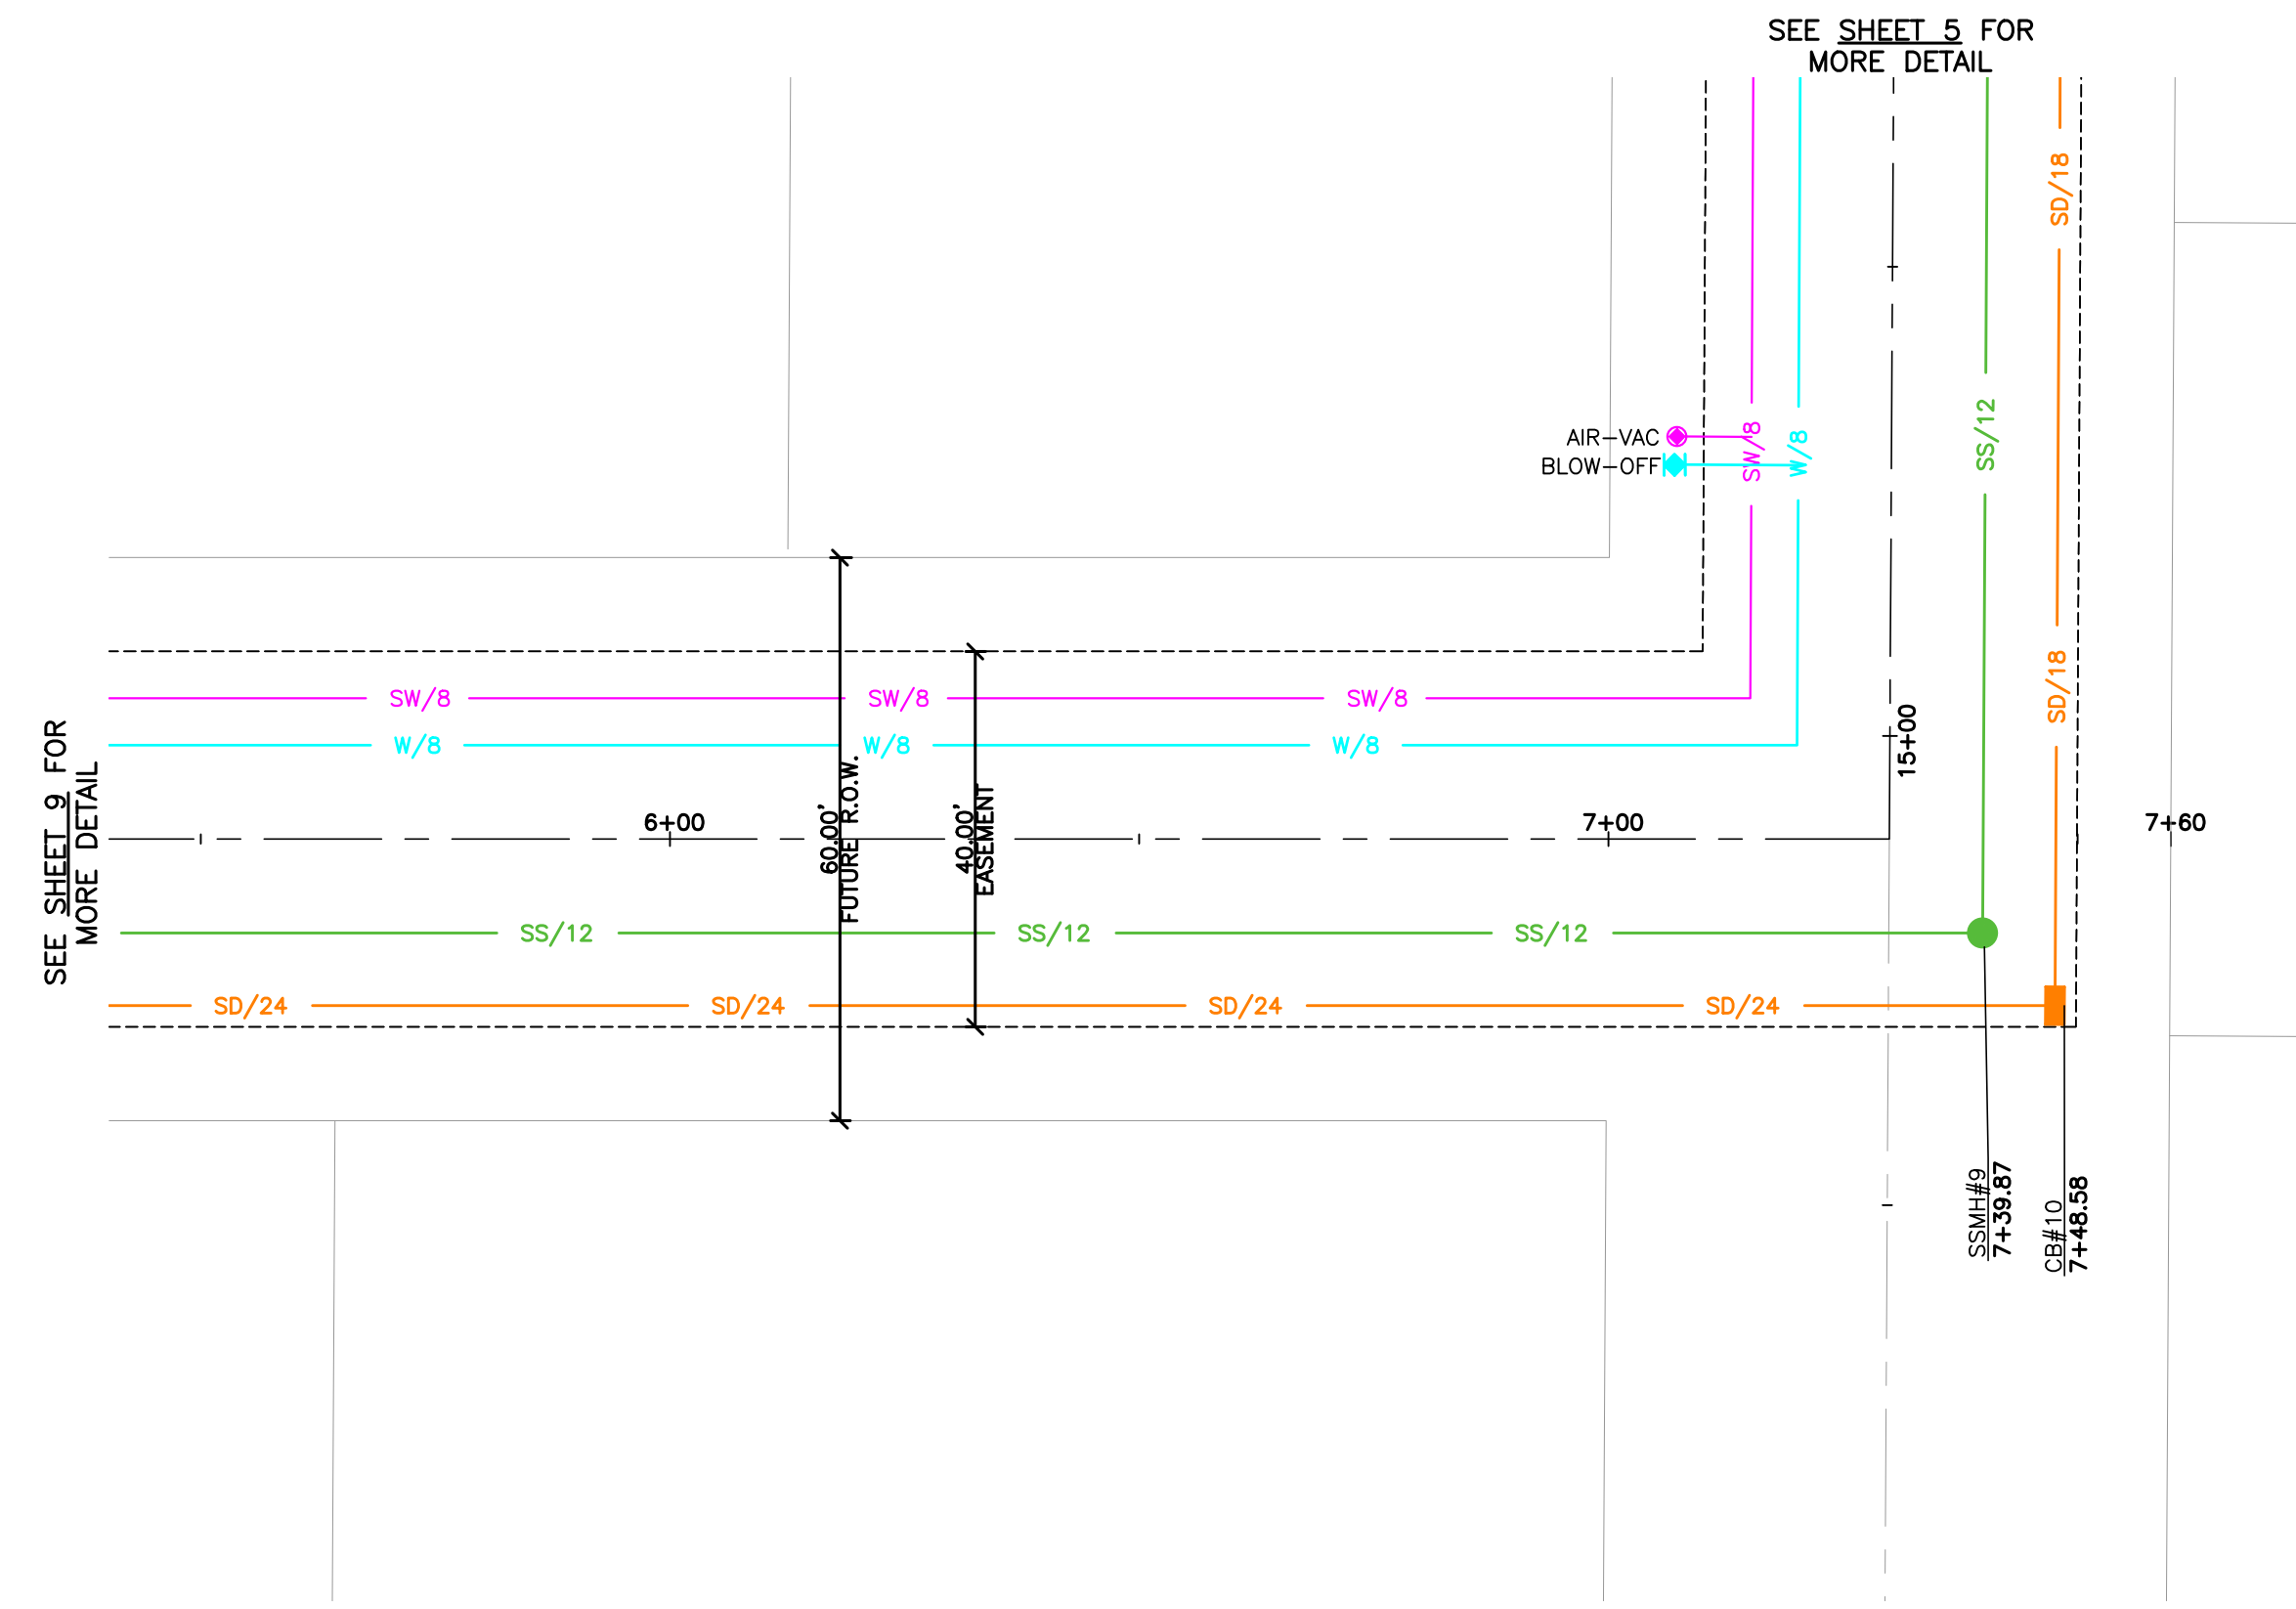 SEE SHEET 5 FOR
MORE DETAIL
SD/18
SS/12
AIR-VAC
SW/8
W/8
BLOW-OFF
SD/18
SW/8
SW/8
SW/8
15+00
W/8
W/8
W/8
SEE SHEET 9 FOR
MORE DETAIL
6+00
60.00'
FUTURE R.O.W.
40.00'
EASEMENT
7+00
7+60
SS/12
SS/12
SS/12
SD/24
SD/24
SD/24
SD/24
SSMH#9
7+39.87
CB#10
7+48.58